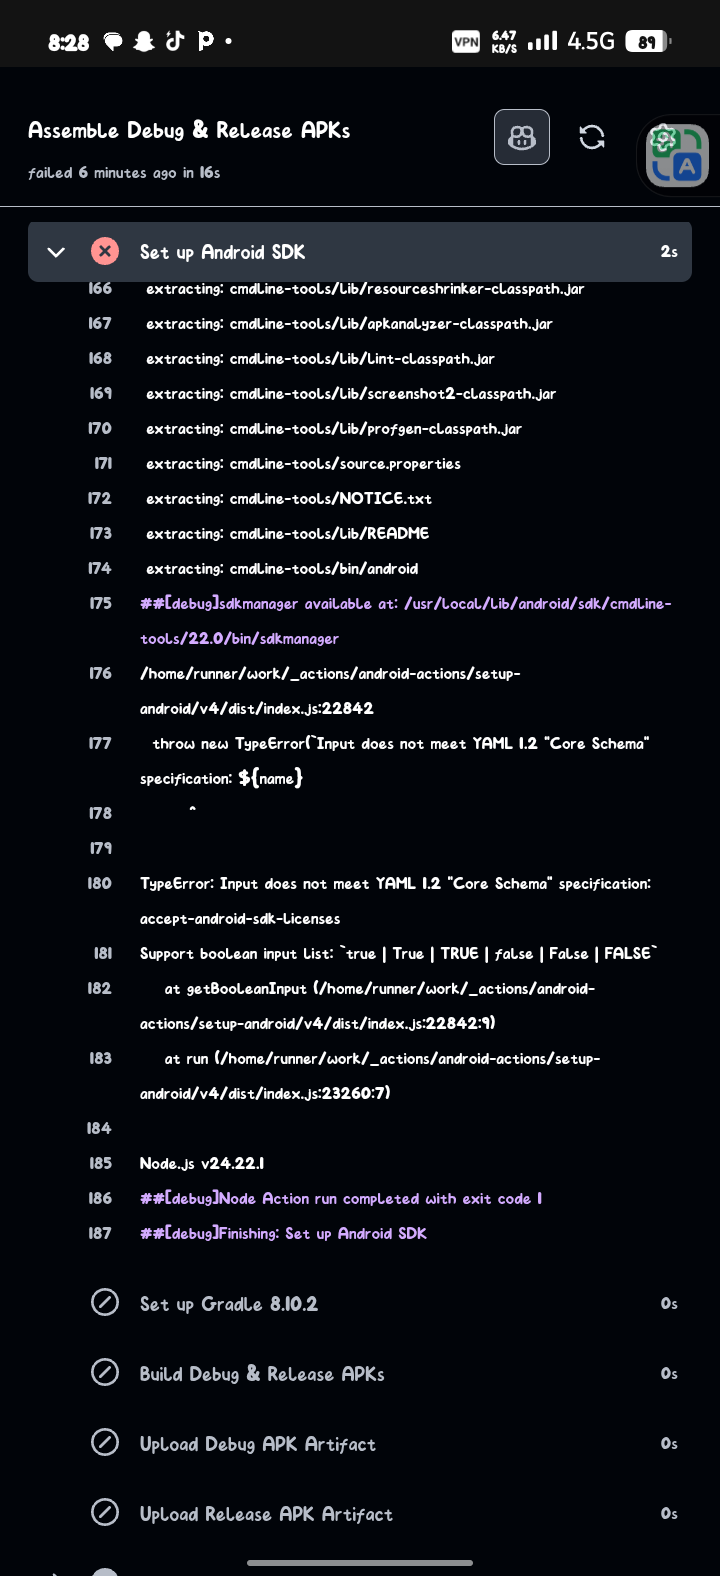 8:28
VPN 6.47 KB/S 4.5G 89
Assemble Debug & Release APKs
failed 6 minutes ago in 16s
A
Set up Android SDK 2s
166 extracting: cmdline-tools/lib/resourceshrinker-classpath.jar
167 extracting: cmdline-tools/lib/apkanalyzer-classpath.jar
168 extracting: cmdline-tools/lib/lint-classpath.jar
169 extracting: cmdline-tools/lib/screenshot2-classpath.jar
170 extracting: cmdline-tools/lib/profgen-classpath.jar
171 extracting: cmdline-tools/source.properties
172 extracting: cmdline-tools/NOTICE.txt
173 extracting: cmdline-tools/lib/README
174 extracting: cmdline-tools/bin/android
175 ##[debug]sdkmanager available at: /usr/local/lib/android/sdk/cmdline-
tools/22.0/bin/sdkmanager
176 /home/runner/work/_actions/android-actions/setup-
android/v4/dist/index.js:22842
177 throw new TypeError(`Input does not meet YAML 1.2 "Core Schema"
specification: ${name}
178 ^
179
180 TypeError: Input does not meet YAML 1.2 "Core Schema" specification:
accept-android-sdk-licenses
181 Support boolean input list: `true | True | TRUE | false | False | FALSE`
182 at getBooleanInput (/home/runner/work/_actions/android-
actions/setup-android/v4/dist/index.js:22842:9)
183 at run (/home/runner/work/_actions/android-actions/setup-
android/v4/dist/index.js:23260:7)
184
185 Node.js v24.22.1
186 ##[debug]Node Action run completed with exit code 1
187 ##[debug]Finishing: Set up Android SDK
Set up Gradle 8.10.2 0s
Build Debug & Release APKs 0s
Upload Debug APK Artifact 0s
Upload Release APK Artifact 0s